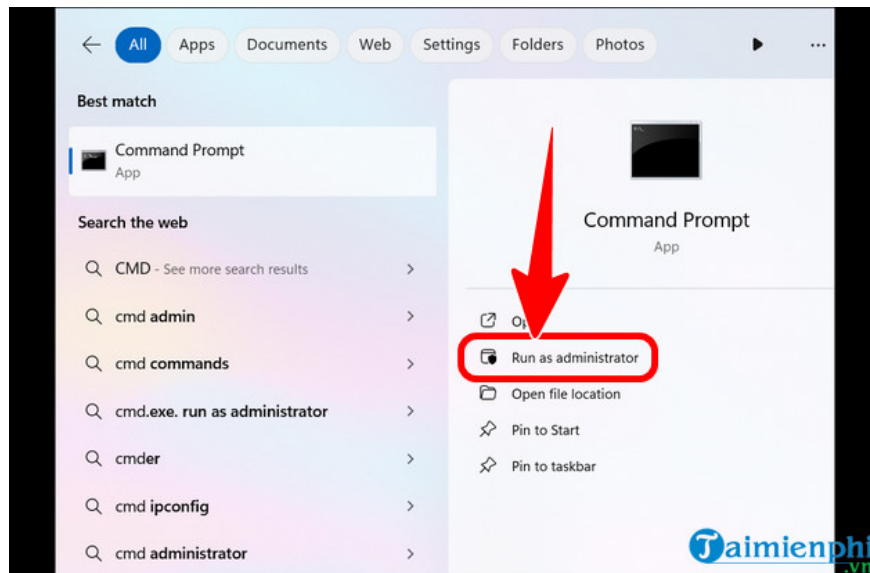 All Apps Documents Web Settings Folders Photos
Best match
Command Prompt
App
Search the web
CMD - See more search results
cmd admin
cmd commands
cmd.exe. run as administrator
cmder
cmd ipconfig
cmd administrator
Command Prompt
App
Run as administrator
Open file location
Pin to Start
Pin to taskbar
Taimienphi
.vn